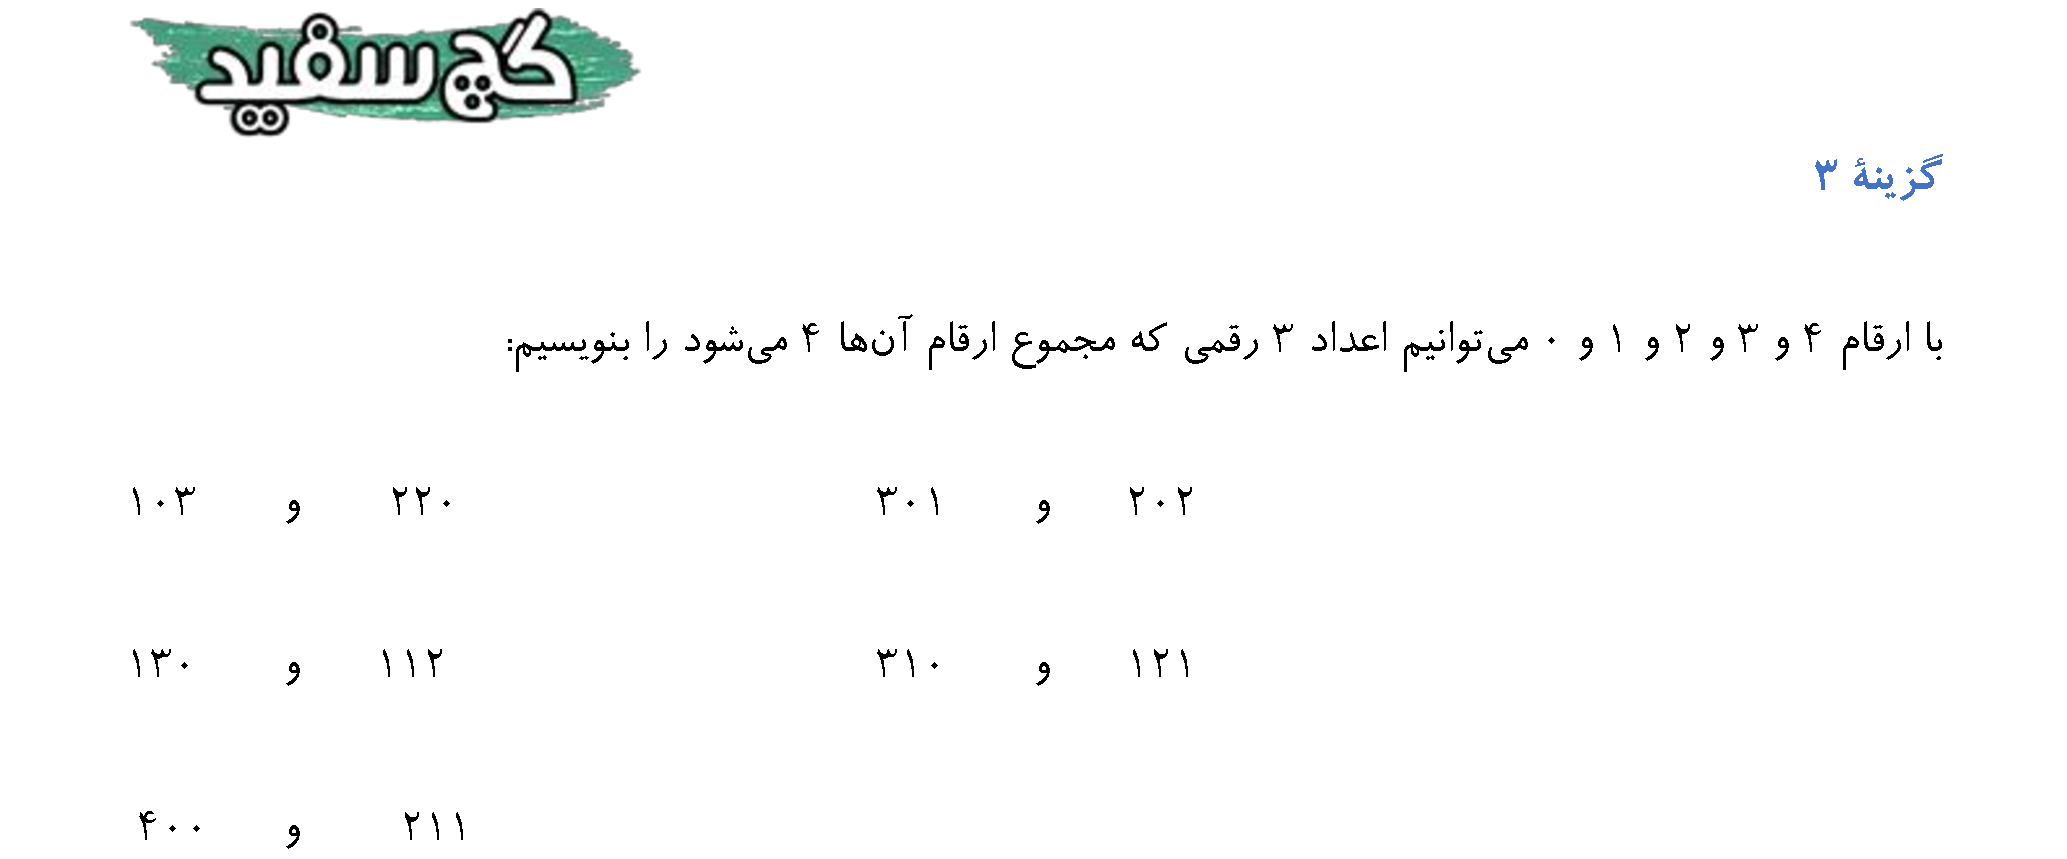 گچ سفید
گزینهٔ ۳
با ارقام ۴ و ۳ و ۲ و ۱ و ۰ می‌توانیم اعداد ۳ رقمی که مجموع ارقام آن‌ها ۴ می‌شود را بنویسیم:
۲۰۲ و ۳۰۱ ۲۲۰ و ۱۰۳
۱۲۱ و ۳۱۰ ۱۱۲ و ۱۳۰
۲۱۱ و ۴۰۰